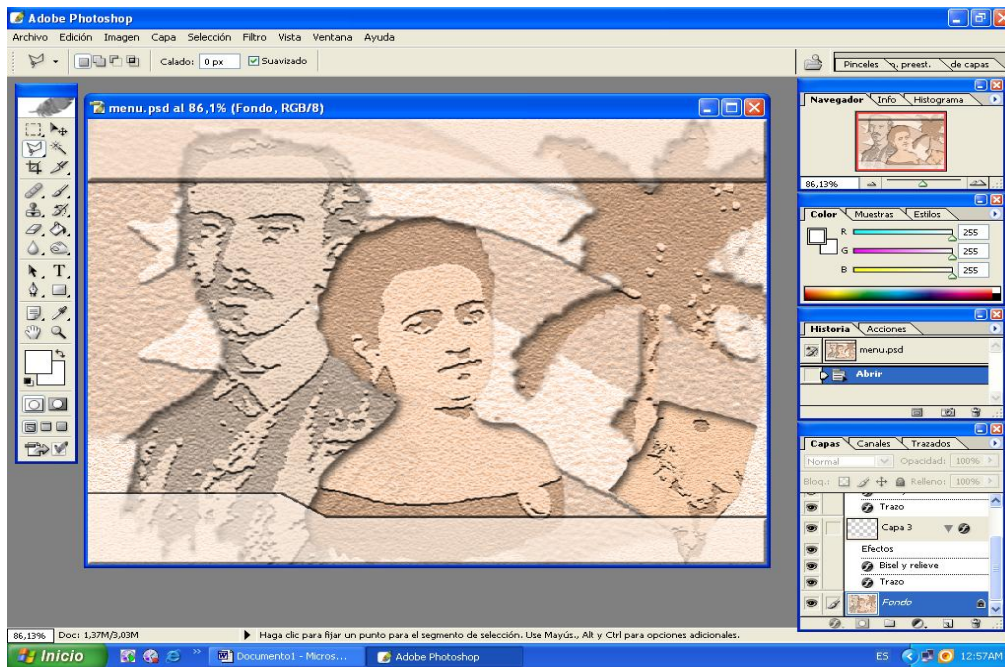 Adobe Photoshop
Archivo Edición Imagen Capa Selección Filtro Vista Ventana Ayuda
Calado: 0 px Suavizado
Pinceles preest. de capas
menu.psd al 86,1% (Fondo, RGB/8)
Navegador Info Histograma
86,13%
Color Muestras Estilos
R 255
G 255
B 255
Historia Acciones
menu.psd
Abrir
Capas Canales Trazados
Normal Opacidad: 100%
Bloq.: Relleno: 100%
Trazo
Capa 3
Efectos
Bisel y relieve
Trazo
Fondo
86,13% Doc: 1,37M/3,03M Haga clic para fijar un punto para el segmento de selección. Use Mayús., Alt y Ctrl para opciones adicionales.
Inicio Documento1 - Micros... Adobe Photoshop ES 12:57AM